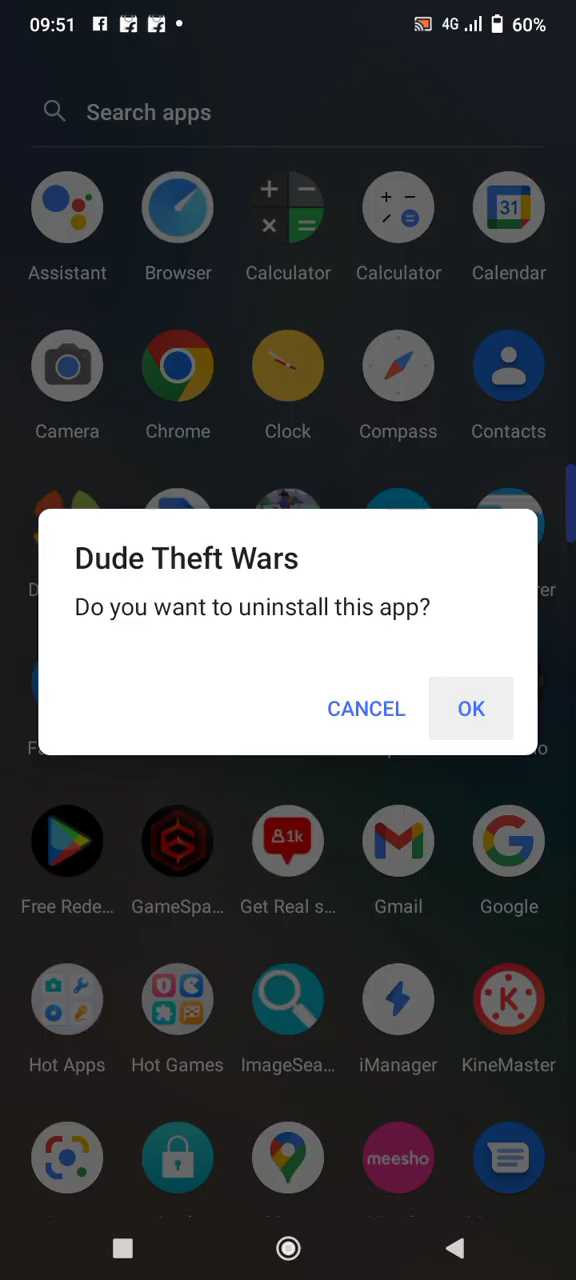 09:51
4G
60%
Search apps
31
Assistant Browser Calculator Calculator Calendar
Camera Chrome Clock Compass Contacts
Dude Theft Wars
Do you want to uninstall this app?
CANCEL OK
1k
Free Rede... GameSpa... Get Real s... Gmail Google
K
Hot Apps Hot Games ImageSea... iManager KineMaster
meesho